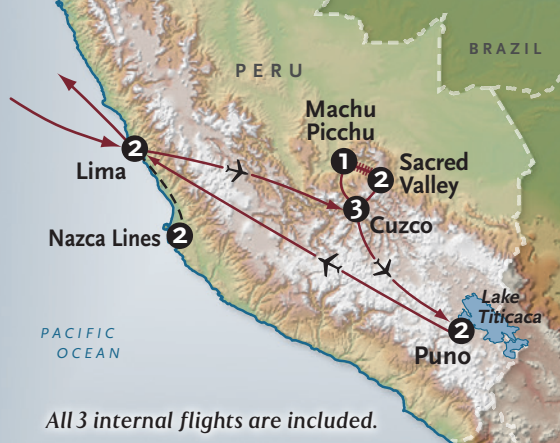 BRAZIL
PERU
Machu
Picchu
1
2
Lima
Sacred
Valley
2
3
Cuzco
Nazca Lines
2
Lake
Titicaca
2
Puno
PACIFIC
OCEAN
All 3 internal flights are included.